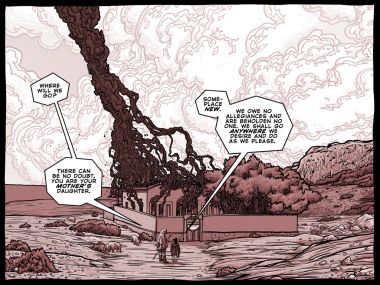 WHERE
WILL WE
GO?
SOME-
PLACE
NEW.
WE OWE NO
ALLEGIANCES AND
ARE BEHOLDEN NO
ONE. WE SHALL GO
ANYWHERE WE
DESIRE AND DO
AS WE PLEASE.
THERE CAN
BE NO DOUBT,
YOU ARE YOUR
MOTHER'S
DAUGHTER.